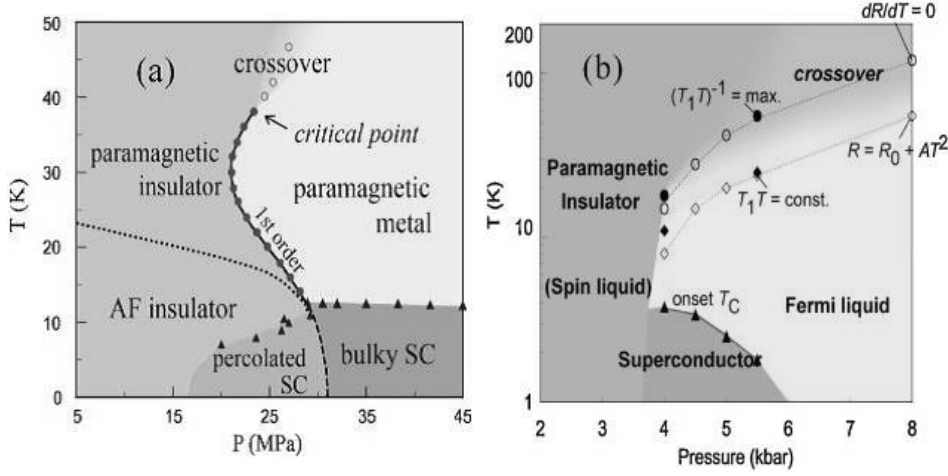 (a)
crossover
critical point
paramagnetic
insulator
paramagnetic
metal
1st order
AF insulator
percolated
SC
bulky SC
T (K)
50
40
30
20
10
0
5
15
25
35
45
P (MPa)
(b)
dR/dT = 0
crossover
(T₁T)⁻¹ = max.
R = R₀ + AT²
Paramagnetic
Insulator
T₁T = const.
(Spin liquid)
onset T_C
Fermi liquid
Superconductor
T (K)
200
100
10
1
2
3
4
5
6
7
8
Pressure (kbar)